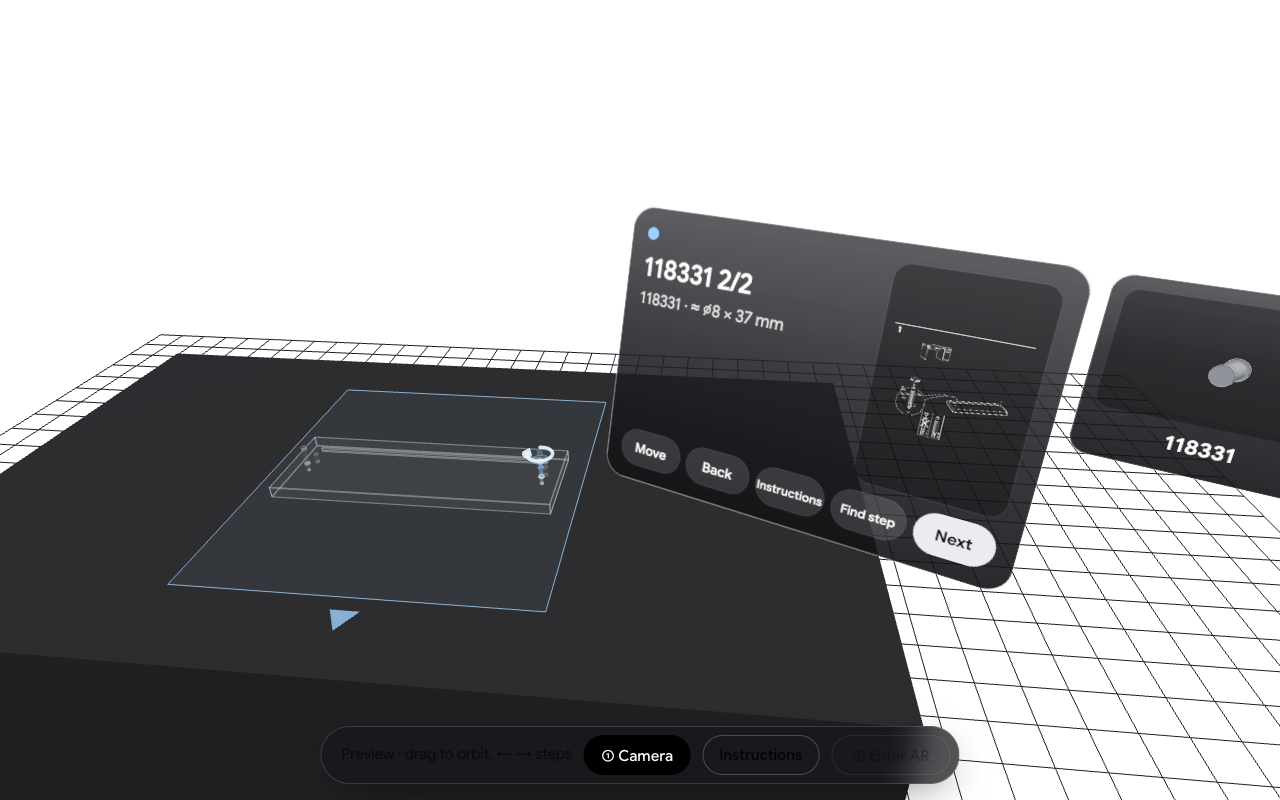 118331 2/2
118331 · ≈ ⌀8 × 37 mm
Move
Back
Instructions
Find step
Next
118331
Preview · drag to orbit, ← → steps
Camera
Instructions
Enter AR